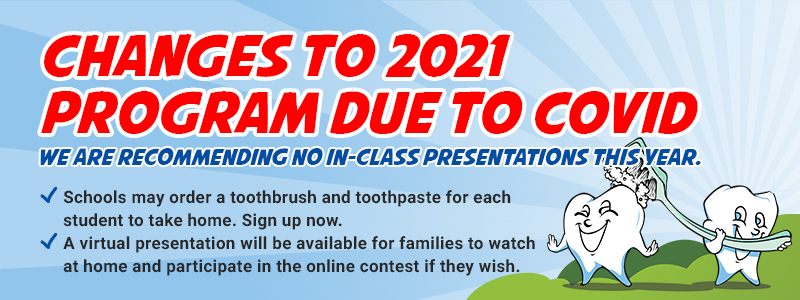 CHANGES TO 2021
PROGRAM DUE TO COVID
WE ARE RECOMMENDING NO IN-CLASS PRESENTATIONS THIS YEAR.
Schools may order a toothbrush and toothpaste for each
student to take home. Sign up now.
A virtual presentation will be available for families to watch
at home and participate in the online contest if they wish.